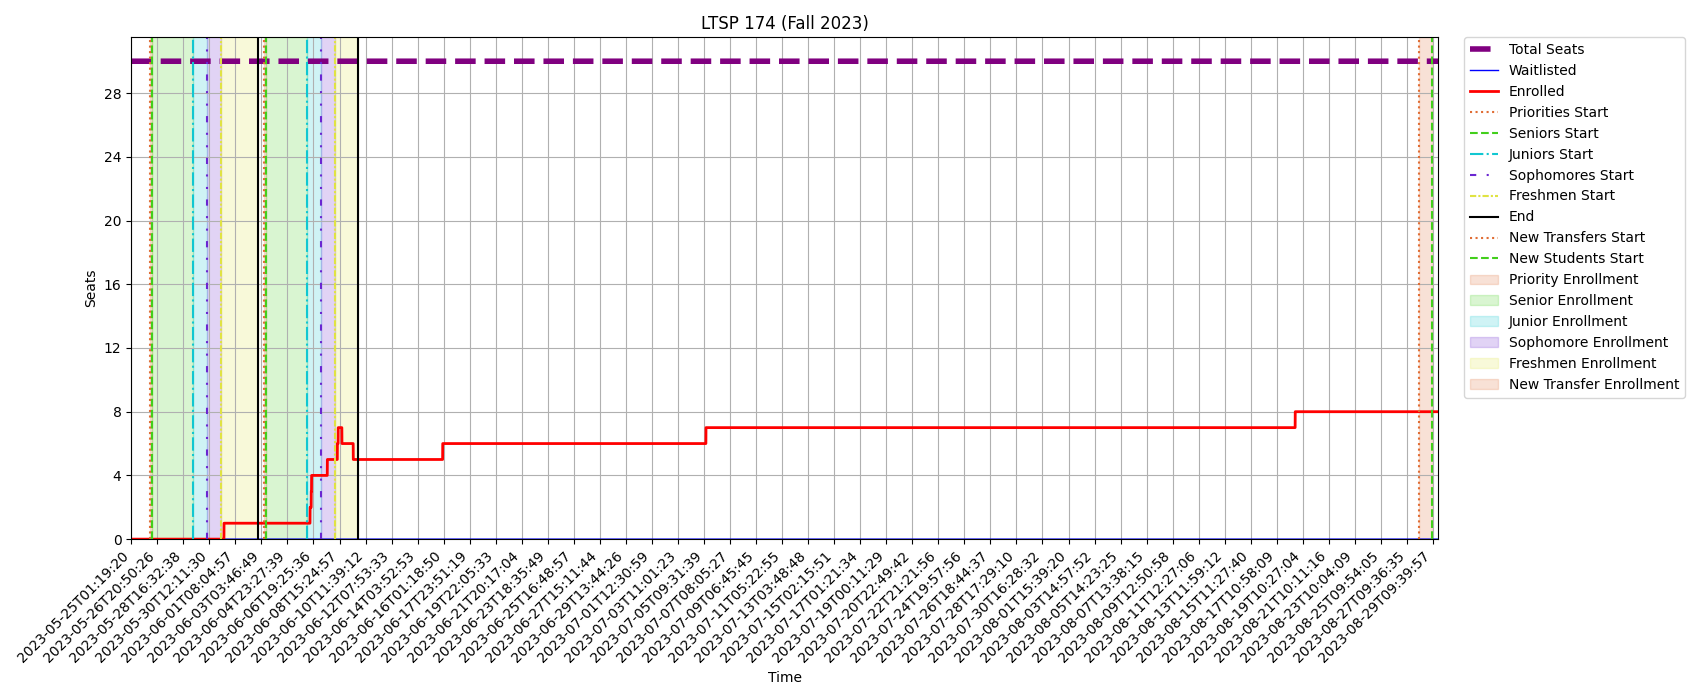 LTSP 174 (Fall 2023)
Seats
28
24
20
16
12
8
4
0
2023-05-25T01:19:20
2023-05-26T20:50:26
2023-05-28T16:32:38
2023-05-30T12:11:30
2023-06-01T08:04:57
2023-06-03T03:46:49
2023-06-04T23:27:39
2023-06-06T19:25:36
2023-06-08T15:24:57
2023-06-10T11:39:12
2023-06-12T07:53:33
2023-06-14T03:52:53
2023-06-16T01:18:50
2023-06-17T23:51:19
2023-06-19T22:05:33
2023-06-21T20:17:04
2023-06-23T18:35:49
2023-06-25T16:48:57
2023-06-27T15:11:44
2023-06-29T13:44:26
2023-07-01T12:30:59
2023-07-03T11:01:23
2023-07-05T09:31:39
2023-07-07T08:05:27
2023-07-09T06:45:45
2023-07-11T05:22:55
2023-07-13T03:48:48
2023-07-15T02:15:51
2023-07-17T01:21:34
2023-07-19T00:11:29
2023-07-20T22:49:42
2023-07-22T21:21:56
2023-07-24T19:57:56
2023-07-26T18:44:37
2023-07-28T17:29:10
2023-07-30T16:28:32
2023-08-01T15:39:20
2023-08-03T14:57:52
2023-08-05T14:23:25
2023-08-07T13:38:15
2023-08-09T12:50:58
2023-08-11T12:27:06
2023-08-13T11:59:12
2023-08-15T11:27:40
2023-08-17T10:58:09
2023-08-19T10:27:04
2023-08-21T10:11:16
2023-08-23T10:04:09
2023-08-25T09:54:05
2023-08-27T09:36:35
2023-08-29T09:39:57
Time
Total Seats
Waitlisted
Enrolled
Priorities Start
Seniors Start
Juniors Start
Sophomores Start
Freshmen Start
End
New Transfers Start
New Students Start
Priority Enrollment
Senior Enrollment
Junior Enrollment
Sophomore Enrollment
Freshmen Enrollment
New Transfer Enrollment